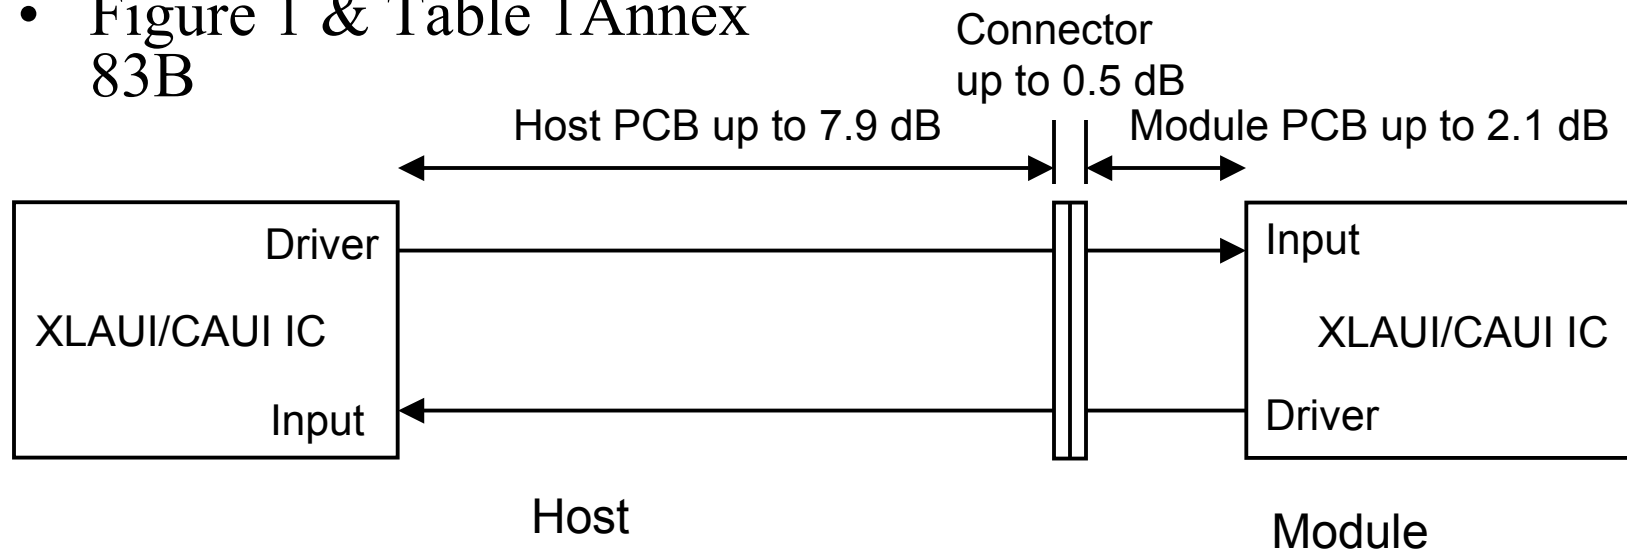 • Figure 1 & Table 1Annex
83B
Connector
up to 0.5 dB
Host PCB up to 7.9 dB
Module PCB up to 2.1 dB
Driver
Input
XLAUI/CAUI IC
XLAUI/CAUI IC
Input
Driver
Host
Module